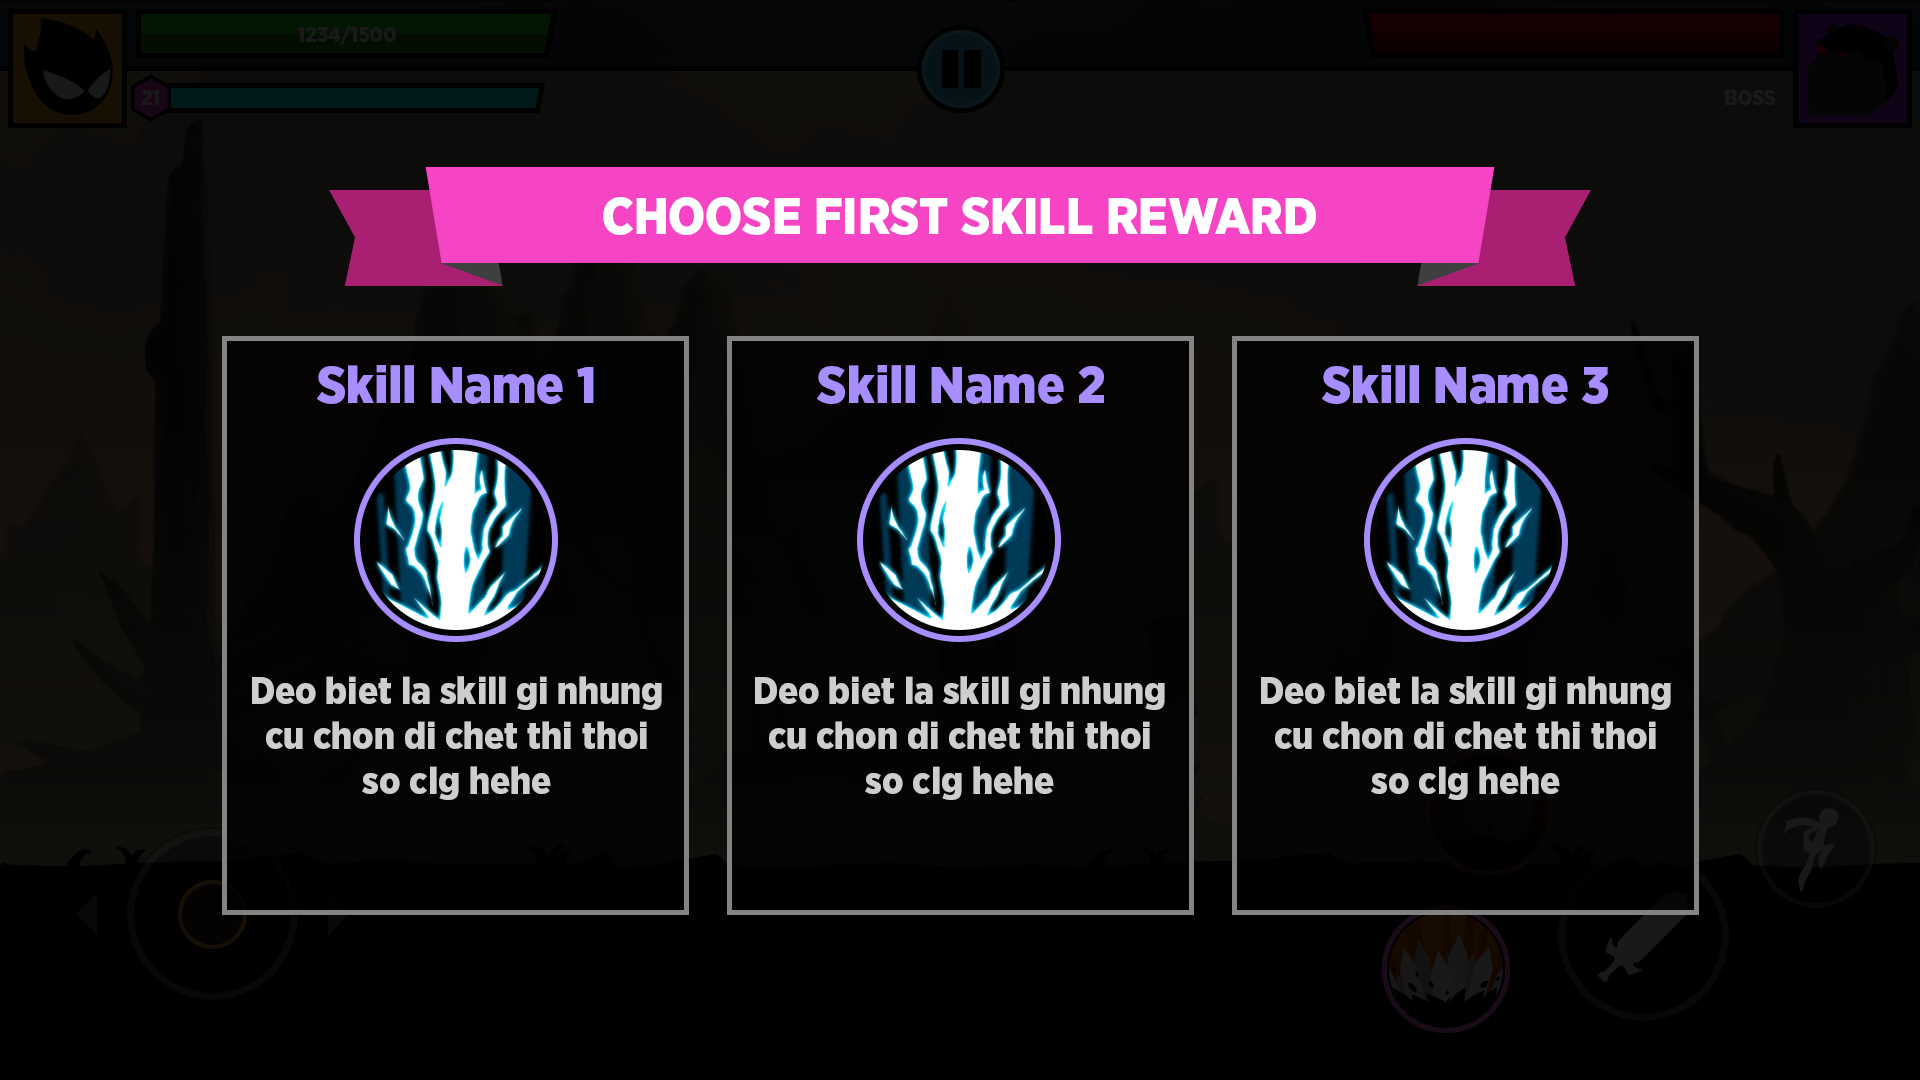 1234/1500
21
BOSS
CHOOSE FIRST SKILL REWARD
Skill Name 1
Deo biet la skill gi nhung
cu chon di chet thi thoi
so clg hehe
Skill Name 2
Deo biet la skill gi nhung
cu chon di chet thi thoi
so clg hehe
Skill Name 3
Deo biet la skill gi nhung
cu chon di chet thi thoi
so clg hehe